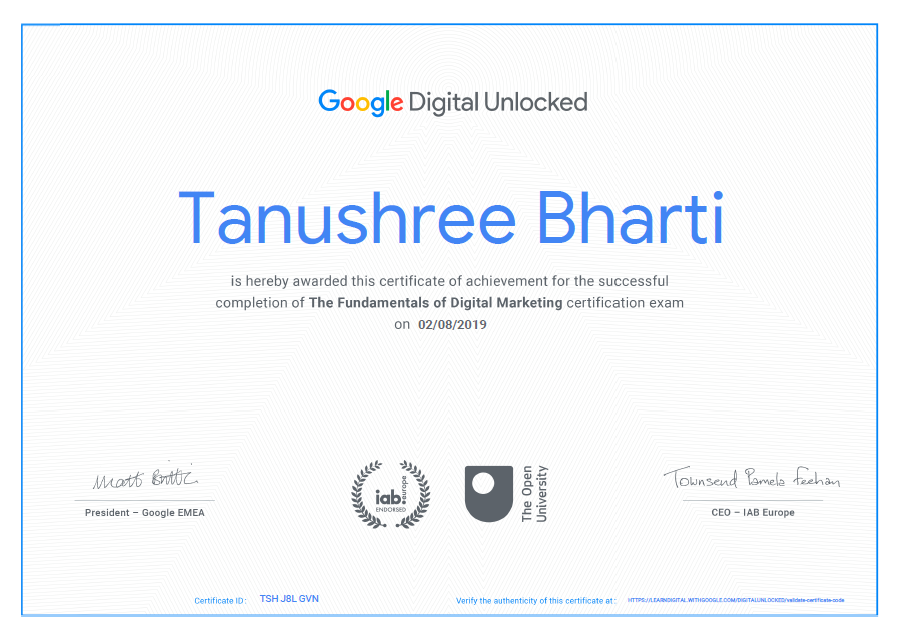 Google Digital Unlocked
Tanushree Bharti
is hereby awarded this certificate of achievement for the successful
completion of The Fundamentals of Digital Marketing certification exam
on 02/08/2019
Matt Brittin
Townsend Pamela Feehan
President – Google EMEA
iab.europe
ENDORSED
The Open
University
CEO – IAB Europe
Certificate ID: TSH J8L GVN
Verify the authenticity of this certificate at: HTTPS://LEARNDIGITAL.WITHGOOGLE.COM/DIGITALUNLOCKED/validate-certificate-code